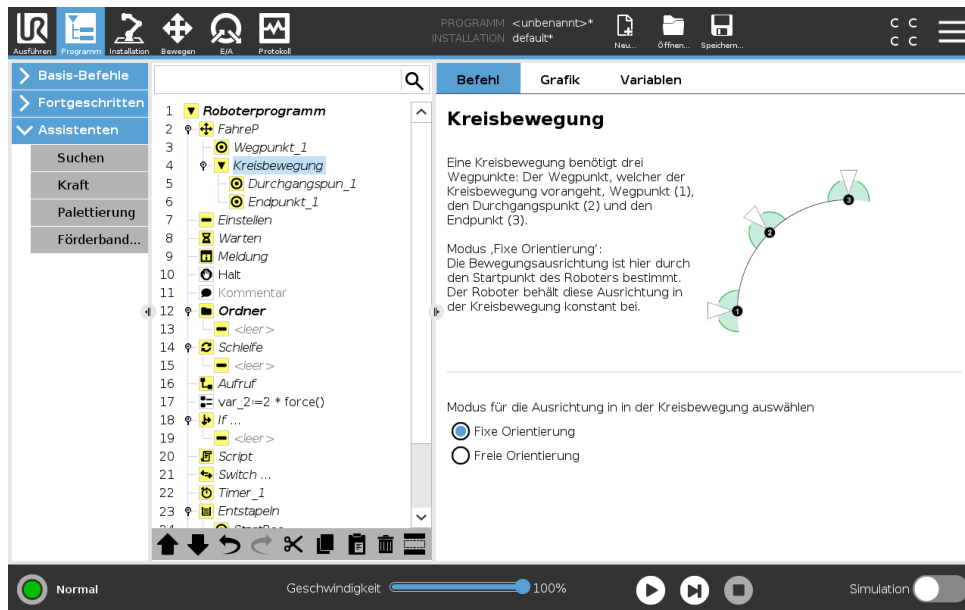 UR
PROGRAMM <unbenannt>*
INSTALLATION default*
Ausführen Programm Installation Bewegen E/A Protokoll
Neu... öffnen... Speichern...
C C
C C
Basis-Befehle
Fortgeschritten
Assistenten
Suchen
Kraft
Palettierung
Förderband...
1 Roboterprogramm
2 FahreP
3 Wegpunkt_1
4 Kreisbewegung
5 Durchgangspun_1
6 Endpunkt_1
7 Einstellen
8 Warten
9 Meldung
10 Halt
11 Kommentar
12 Ordner
13 <leer>
14 Schleife
15 <leer>
16 Aufruf
17 var_2:=2 * force()
18 If ...
19 <leer>
20 Script
21 Switch ...
22 Timer_1
23 Entstapeln
Befehl Grafik Variablen
Kreisbewegung
Eine Kreisbewegung benötigt drei
Wegpunkte: Der Wegpunkt, welcher der
Kreisbewegung vorangeht, Wegpunkt (1),
den Durchgangspunkt (2) und den
Endpunkt (3).
Modus ‚Fixe Orientierung‘:
Die Bewegungsausrichtung ist hier durch
den Startpunkt des Roboters bestimmt.
Der Roboter behält diese Ausrichtung in
der Kreisbewegung konstant bei.
3
2
1
Modus für die Ausrichtung in in der Kreisbewegung auswählen
Fixe Orientierung
Freie Orientierung
Normal
Geschwindigkeit 100%
Simulation